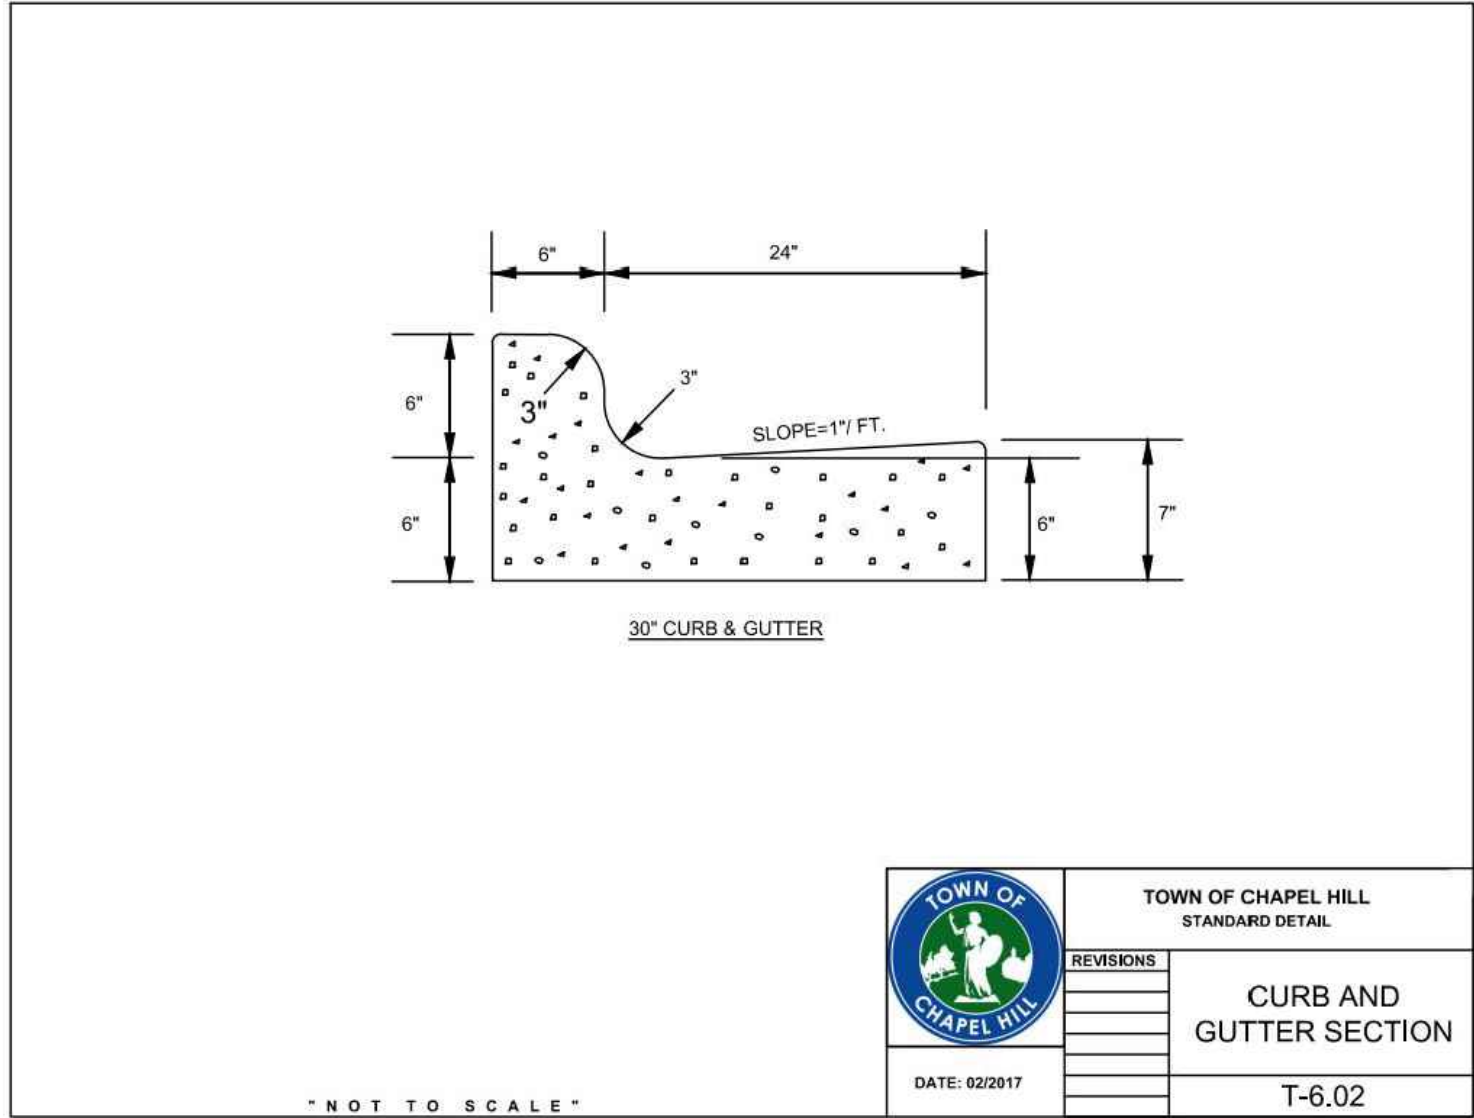 6"
24"
3"
3"
6"
SLOPE=1"/ FT.
6"
6"
7"
30" CURB & GUTTER
TOWN OF
CHAPEL HILL
TOWN OF CHAPEL HILL
STANDARD DETAIL
REVISIONS
CURB AND
GUTTER SECTION
DATE: 02/2017
T-6.02
"NOT TO SCALE"